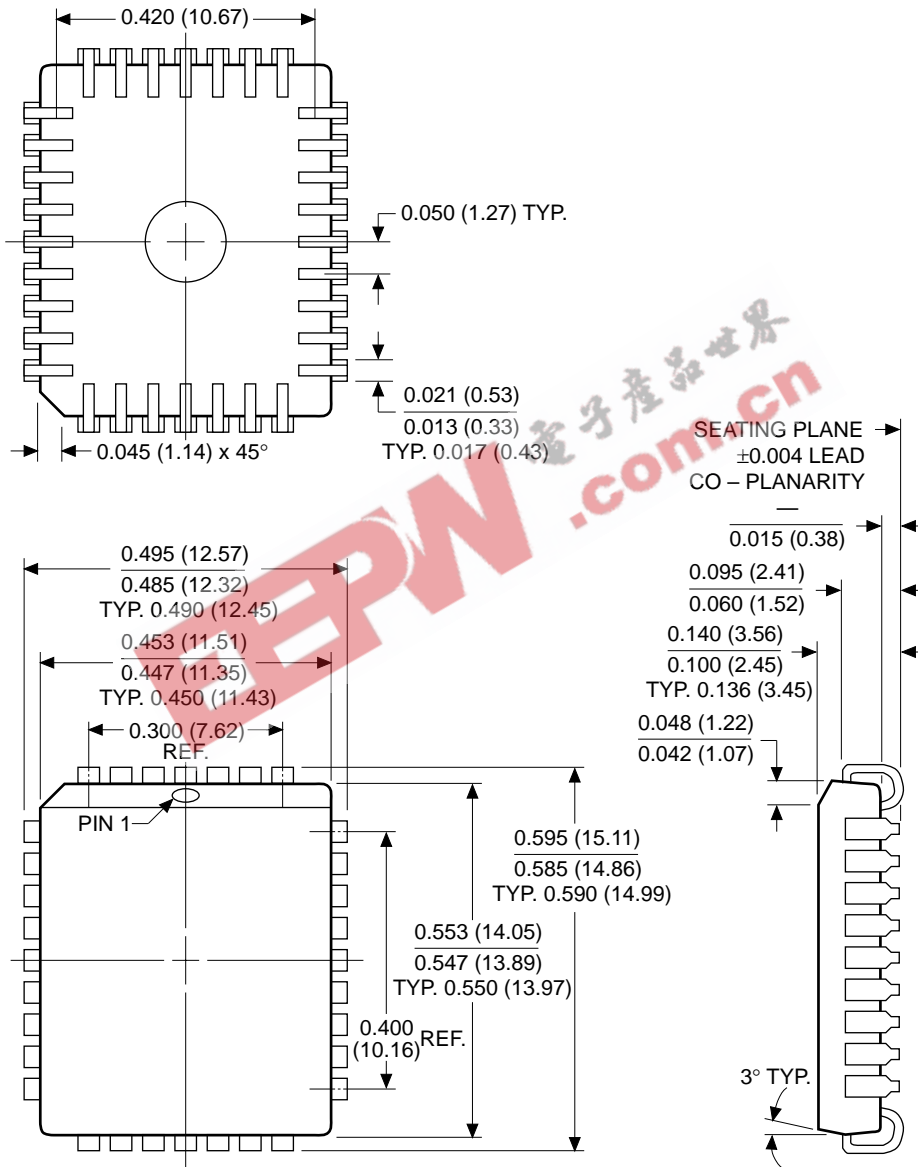 0.420 (10.67)
0.050 (1.27) TYP.
0.021 (0.53)
0.013 (0.33)
TYP. 0.017 (0.43)
0.045 (1.14) x 45°
電子產品世界
EEPW
.com.cn
SEATING PLANE
±0.004 LEAD
CO – PLANARITY
—
0.015 (0.38)
0.095 (2.41)
0.060 (1.52)
0.140 (3.56)
0.100 (2.45)
TYP. 0.136 (3.45)
0.048 (1.22)
0.042 (1.07)
0.495 (12.57)
0.485 (12.32)
TYP. 0.490 (12.45)
0.453 (11.51)
0.447 (11.35)
TYP. 0.450 (11.43)
0.300 (7.62)
REF.
PIN 1
0.595 (15.11)
0.585 (14.86)
TYP. 0.590 (14.99)
0.553 (14.05)
0.547 (13.89)
TYP. 0.550 (13.97)
0.400
(10.16) REF.
3° TYP.